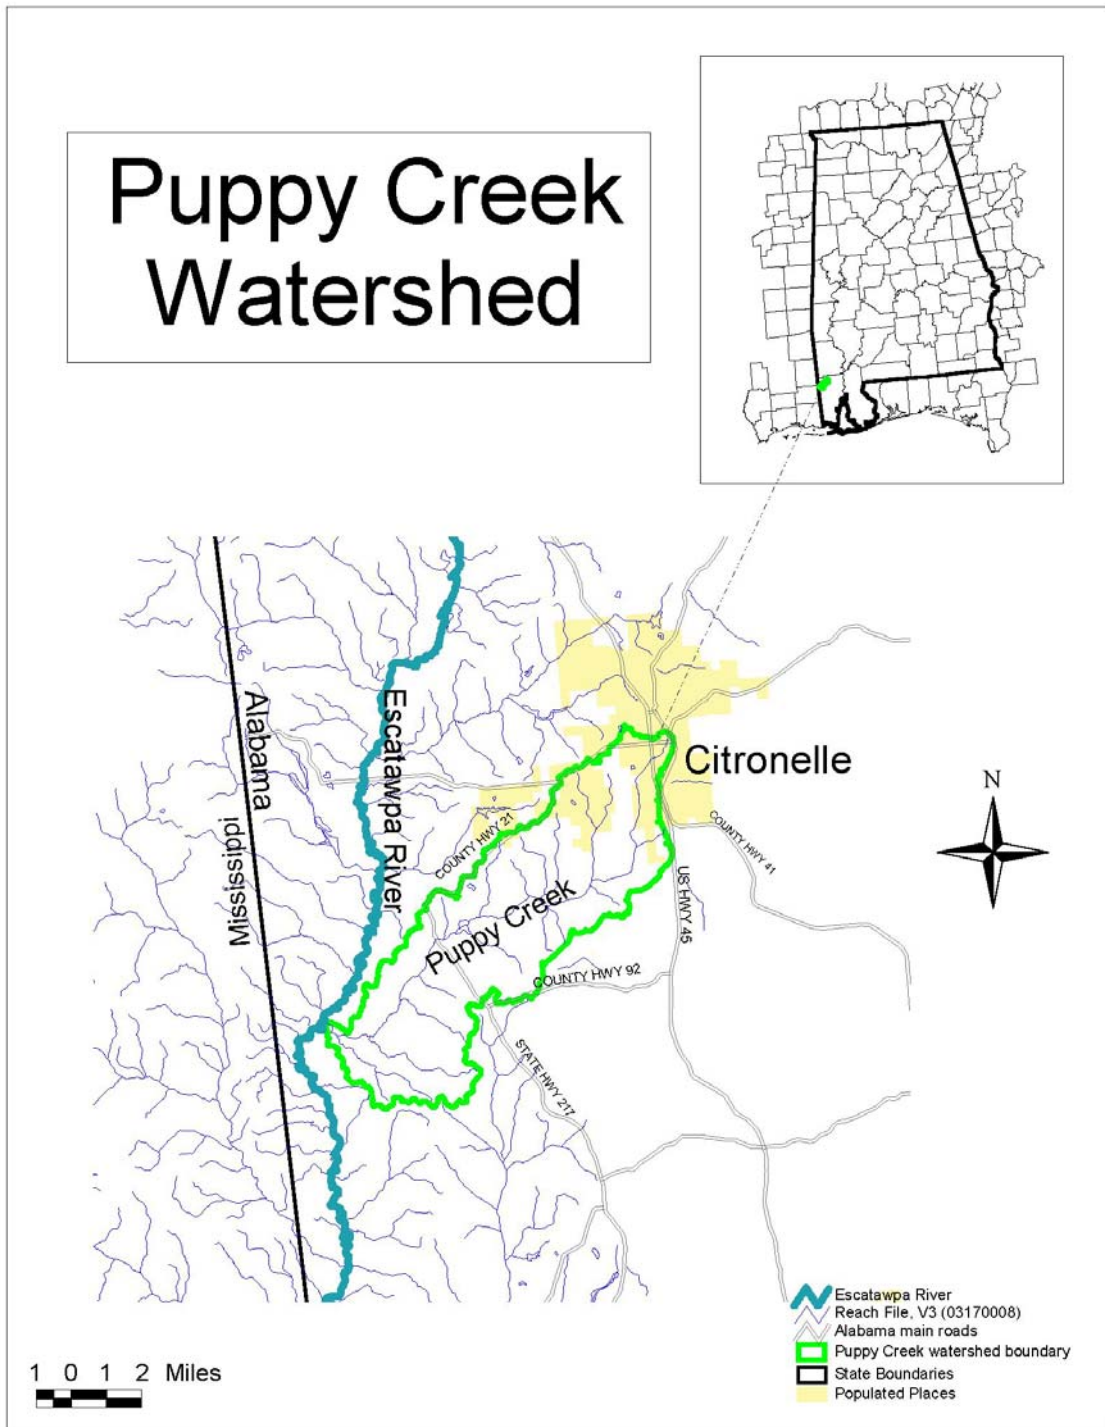 Puppy Creek
Watershed
Alabama
Mississippi
Escatawpa River
Citronelle
COUNTY HWY 21
COUNTY HWY 41
US HWY 45
Puppy Creek
COUNTY HWY 92
STATE HWY 217
N
Escatawpa River
Reach File, V3 (03170008)
Alabama main roads
Puppy Creek watershed boundary
State Boundaries
Populated Places
1 0 1 2 Miles